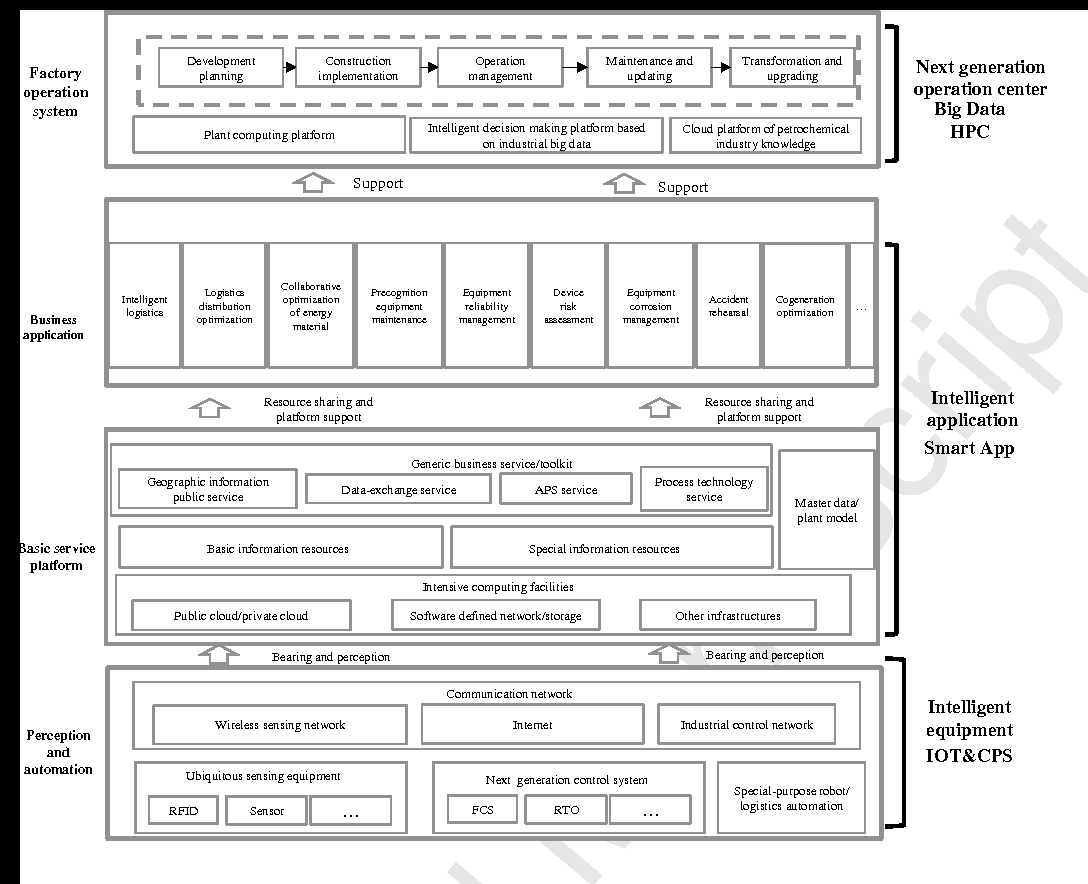 Factory
operation
system
Development
planning
Construction
implementation
Operation
management
Maintenance and
updating
Transformation and
upgrading
Plant computing platform
Intelligent decision making platform based
on industrial big data
Cloud platform of petrochemical
industry knowledge
Next generation
operation center
Big Data
HPC
Support
Support
Business
application
Intelligent
logistics
Logistics
distribution
optimization
Collaborative
optimization
of energy
material
Precognition
equipment
maintenance
Equipment
reliability
management
Device
risk
assessment
Equipment
corrosion
management
Accident
rehearsal
Cogeneration
optimization
...
Resource sharing and
platform support
Resource sharing and
platform support
Intelligent
application
Smart App
Basic service
platform
Generic business service/toolkit
Geographic information
public service
Data-exchange service
APS service
Process technology
service
Master data/
plant model
Basic information resources
Special information resources
Intensive computing facilities
Public cloud/private cloud
Software defined network/storage
Other infrastructures
Bearing and perception
Bearing and perception
Perception
and
automation
Communication network
Wireless sensing network
Internet
Industrial control network
Ubiquitous sensing equipment
RFID
Sensor
...
Next generation control system
FCS
RTO
...
Special-purpose robot/
logistics automation
Intelligent
equipment
IOT&CPS